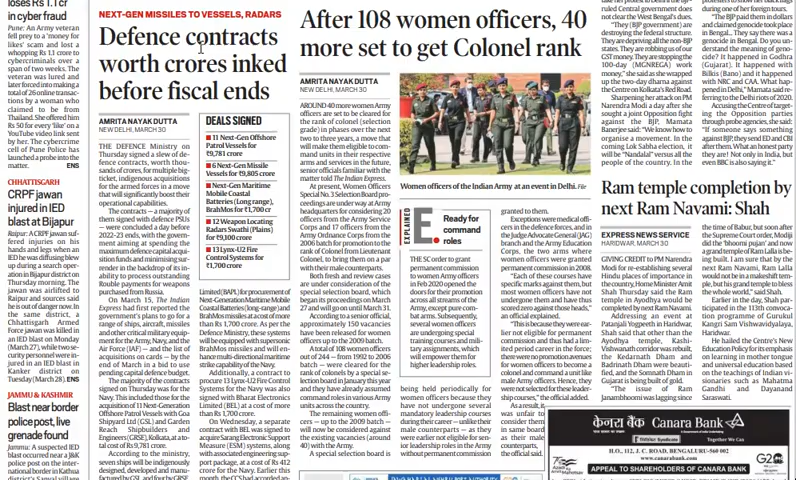 loses Rs 1.1 cr
in cyber fraud
Pune: An Army veteran
fell prey to a 'money for
likes' scam and lost a
whopping Rs 1.1 crore to
cybercriminals over a
span of two weeks. The
veteran was lured and
later forced into making a
total of 26 online transac-
tions by a woman who
claimed to be from
Thailand. She offered him
Rs 50 for every 'like' on a
YouTube video link sent
by her. The cybercrime
cell of Pune Police has
launched a probe into the
matter. ENS
CHHATTISGARH
CRPF jawan
injured in IED
blast at Bijapur
Raipur: A CRPF jawan suf-
fered injuries on his
hands and legs when an
IED he was diffusing blew
up during a search oper-
ation in Bijapur district on
Thursday morning. The
jawan was airlifted to
Raipur and sources said
he is out of danger now. In
the same district, a
Chhattisgarh Armed
Force jawan was killed in
an IED blast on Monday
(March 27), while two se-
curity personnel were in-
jured in an IED blast in
Kanker district on
Tuesday (March 28). ENS
JAMMU & KASHMIR
Blast near border
police post, live
grenade found
Jammu: A suspected IED
blast occurred near a J&K
police post on the inter-
national border in Kathua
NEXT-GEN MISSILES TO VESSELS, RADARS
Defence contracts
worth crores inked
before fiscal ends
AMRITA NAYAK DUTTA
NEW DELHI, MARCH 30
THE DEFENCE Ministry on
Thursday signed a slew of de-
fence contracts, worth thou-
sands of crores, for multiple big-
ticket, indigenous acquisitions
for the armed forces in a move
that will significantly boost their
operational capabilities.
The contracts — a majority of
them signed with defence PSUs
— were concluded a day before
2022-23 ends, with the govern-
ment aiming at spending the
maximum defence capital acqui-
sition funds and minimising sur-
render in the backdrop of its in-
ability to process outstanding
Rouble payments for weapons
purchased from Russia.
On March 15, The Indian
Express had first reported the
government's plans to go for a
range of ships, aircraft, missiles
and other critical military equip-
ment for the Army, Navy, and the
Air Force (IAF) — and the list of
acquisitions on cards — by the
end of March in a bid to use
pending capital defence budget.
The majority of the contracts
signed on Thursday was for the
Navy. This included those for the
acquisition of 11 Next-Generation
Offshore Patrol Vessels with Goa
Shipyard Ltd (GSL) and Garden
Reach Shipbuilders and
Engineers (GRSE), Kolkata, at a to-
tal cost of Rs 9,781 crore.
According to the ministry,
seven ships will be indigenously
designed, developed and manu-
factured by GSL and four by GRSE.
DEALS SIGNED
11 Next-Gen Offshore
Patrol Vessels for
₹9,781 crore
6 Next-Gen Missile
Vessels for ₹9,805 crore
Next-Gen Maritime
Mobile Coastal
Batteries (Long range),
BrahMos for ₹1,700 cr
12 Weapon Locating
Radars Swathi (Plains)
for ₹9,100 crore
13 Lynx-U2 Fire
Control Systems for
₹1,700 crore
Limited (BAPL) for procurement of
Next-Generation Maritime Mobile
Coastal Batteries (long-range) and
BrahMos missiles at a cost of more
than Rs 1,700 crore. As per the
Defence Ministry, these systems
will be equipped with supersonic
BrahMos missiles and will en-
hance multi-directional maritime
strike capability of the Navy.
Additionally, a contract to
procure 13 Lynx-U2 Fire Control
Systems for the Navy was also
signed with Bharat Electronics
Limited (BEL) at a cost of more
than Rs 1,700 crore.
On Wednesday, a separate
contract with BEL was signed to
acquire Sarang Electronic Support
Measure (ESM) systems, along
with associated engineering sup-
port package, at a cost of Rs 412
crore for the Navy. Earlier this
month, the CCS had accorded an
After 108 women officers, 40
more set to get Colonel rank
AMRITA NAYAK DUTTA
NEW DELHI, MARCH 30
AROUND 40 more women Army
officers are set to be cleared for
the rank of colonel (selection
grade) in phases over the next
two to three years, a move that
will make them eligible to com-
mand units in their respective
arms and services in the future,
senior officials familiar with the
matter told The Indian Express.
At present, Women Officers
Special No. 3 Selection Board pro-
ceedings are underway at Army
headquarters for considering 20
officers from the Army Service
Corps and 17 officers from the
Army Ordnance Corps from the
2006 batch for promotion to the
rank of Colonel from Lieutenant
Colonel, to bring them on a par
with their male counterparts.
Both fresh and review cases
are under consideration of the
special selection board, which
began its proceedings on March
27 and will go on until March 31.
According to a senior official,
approximately 150 vacancies
have been released for women
officers up to the 2009 batch.
A total of 108 women officers
out of 244 — from 1992 to 2006
batch — were cleared for the
rank of colonels by a special se-
lection board in January this year
and they have already assumed
command roles in various Army
units across the country.
The remaining women offi-
cers — up to the 2009 batch —
will now be considered against
the existing vacancies (around
40) with the Army.
A special selection board is
Women officers of the Indian Army at an event in Delhi. File
EXPLAINED
E.
Ready for
command
roles
THE SC order to grant
permanent commission
to women Army officers
in Feb 2020 opened the
doors for their promotion
across all streams of the
Army, except pure com-
bat arms. Subsequently,
several women officers
are undergoing special
training courses and mili-
tary assignments, which
will empower them for
higher leadership roles.
being held periodically for
women officers because they
have not undergone several
mandatory leadership courses
during their career — unlike their
male counterparts — as they
were earlier not eligible for sen-
ior leadership roles in the Army
without permanent commission
granted to them.
Exceptions were medical offi-
cers in the defence forces, and in
the Judge Advocate General (JAG)
branch and the Army Education
Corps, the two arms where
women officers were granted
permanent commission in 2008.
"Each of these courses have
specific marks against them, but
most women officers have not
undergone them and have thus
scored zero against those heads,"
an official explained.
"This is because they were ear-
lier not eligible for permanent
commission and thus had a lim-
ited period career in the force;
there were no promotion avenues
for women officers to become a
colonel and command a unit like
male Army officers. Hence, they
were not selected for these leader-
ship courses," the official added.
As a result, it
was unfair to
consider them
in same board
as their male
counterparts,
the official said.
ruled Central government does
not clear the West Bengal's dues.
"They (BJP government) are
destroying the federal structure.
They are depriving all the non-BJP
states. They are robbing us of our
GST money. They are stopping the
100-day (MGNREGA) work
money," she said as she wrapped
up the two-day dharna against
the Centre on Kolkata's Red Road.
Sharpening her attack on PM
Narendra Modi a day after she
sought a joint Opposition fight
against the BJP, Mamata
Banerjee said: "We know how to
organise a movement. In the
coming Lok Sabha election, it
will be "Nandalal" versus all the
people of the country. In the
during one of her foreign tours.
"The BJP paid them in dollars
and claimed genocide took place
in Bengal... They say there was a
genocide in Bengal. Do you un-
derstand the meaning of geno-
cide? it happened in Godhra
(Gujarat). It happened with
Bilkis (Bano) and it happened
with NRC and CAA. What hap-
pened in Delhi," Mamata said re-
ferring to the Delhi riots of 2020.
Accusing the Centre of target-
ing the Opposition parties
through probe agencies, she said:
"If someone says something
against BJP, they send ED and CBI
after them. What an honest party
they are! Not only in India, but
even BBC is also saying it."
Ram temple completion by
next Ram Navami: Shah
EXPRESS NEWS SERVICE
HARIDWAR, MARCH 30
GIVING CREDIT to PM Narendra
Modi for re-establishing several
Hindu places of importance in
the country, Home Minister Amit
Shah Thursday said the Ram
temple in Ayodhya would be
completed by next Ram Navami.
Addressing an event at
Patanjali Yogpeeth in Haridwar,
Shah said that other than the
Ayodhya temple, Kashi-
Vishwanath corridor was rebuilt,
the Kedarnath Dham and
Badrinath Dham were beauti-
fied, and the Somnath Dham in
Gujarat is being built of gold.
"The issue of Ram
Janambhoomi was lagging since
the time of Babur, but soon after
the Supreme Court order, Modiji
did the 'bhoomi pujan' and now
a grand temple of Ram Lalla is be-
ing built. I am sure that by the
next Ram Navami, Ram Lalla
would not be in a makeshift tem-
ple, but his grand temple to bless
the whole world," said Shah.
Earlier in the day, Shah par-
ticipated in the 113th convoca-
tion programme of Gurukul
Kangri Sam Vishwavidyalaya,
Haridwar.
He hailed the Centre's New
Education Policy for its emphasis
on learning in mother tongue
and universal education based
on the teachings of Indian vi-
sionaries such as Mahatma
Gandhi and Dayanand
Saraswati.
केनरा बैंक Canara Bank
Together We Can
H.O., 112, J. C. ROAD, BENGALURU-560 002
www.canarabank.com
G20
APPEAL TO SHAREHOLDERS OF CANARA BANK